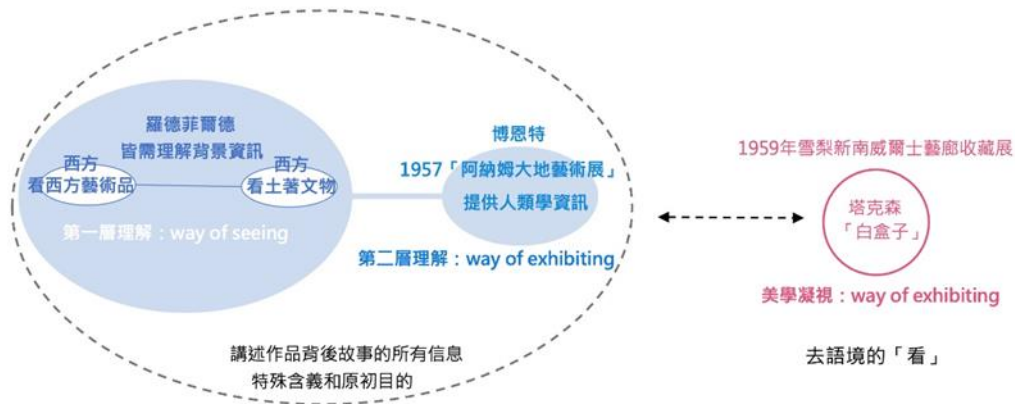 羅德菲爾德
皆需理解背景資訊
西方
看西方藝術品
西方
看土著文物
第一層理解：way of seeing
博恩特
1957「阿納姆大地藝術展」
提供人類學資訊
第二層理解：way of exhibiting
講述作品背後故事的所有信息
特殊含義和原初目的
1959年雪梨新南威爾士藝廊收藏展
塔克森
「白盒子」
美學凝視：way of exhibiting
去語境的「看」